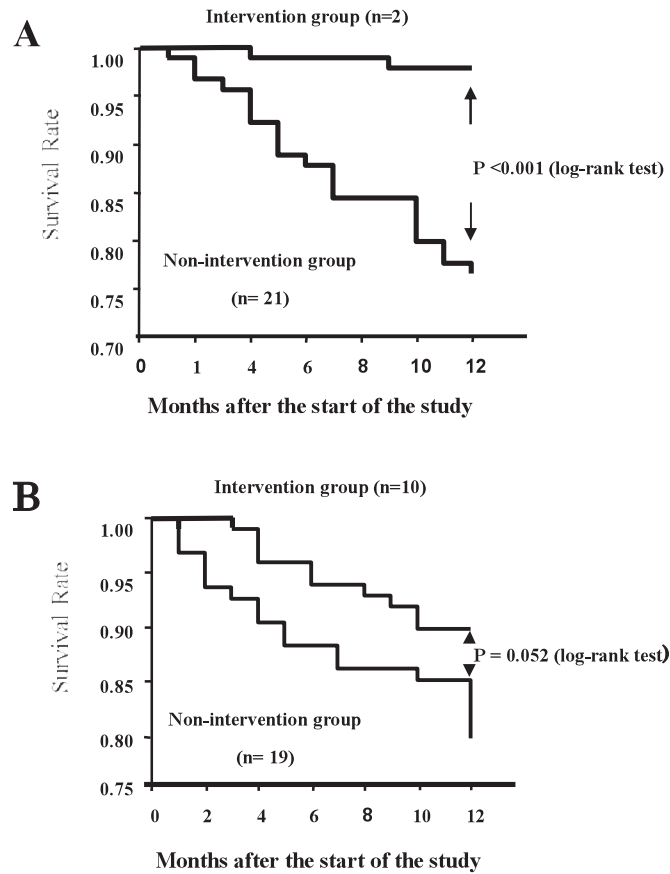 A
Intervention group (n=2)
1.00
0.95
0.90
0.85
0.80
0.75
0.70
Survival Rate
P <0.001 (log-rank test)
Non-intervention group
(n= 21)
0 1 4 6 8 10 12
Months after the start of the study
B
Intervention group (n=10)
1.00
0.95
0.90
0.85
0.80
0.75
Survival Rate
P = 0.052 (log-rank test)
Non-intervention group
(n= 19)
0 2 4 6 8 10 12
Months after the start of the study